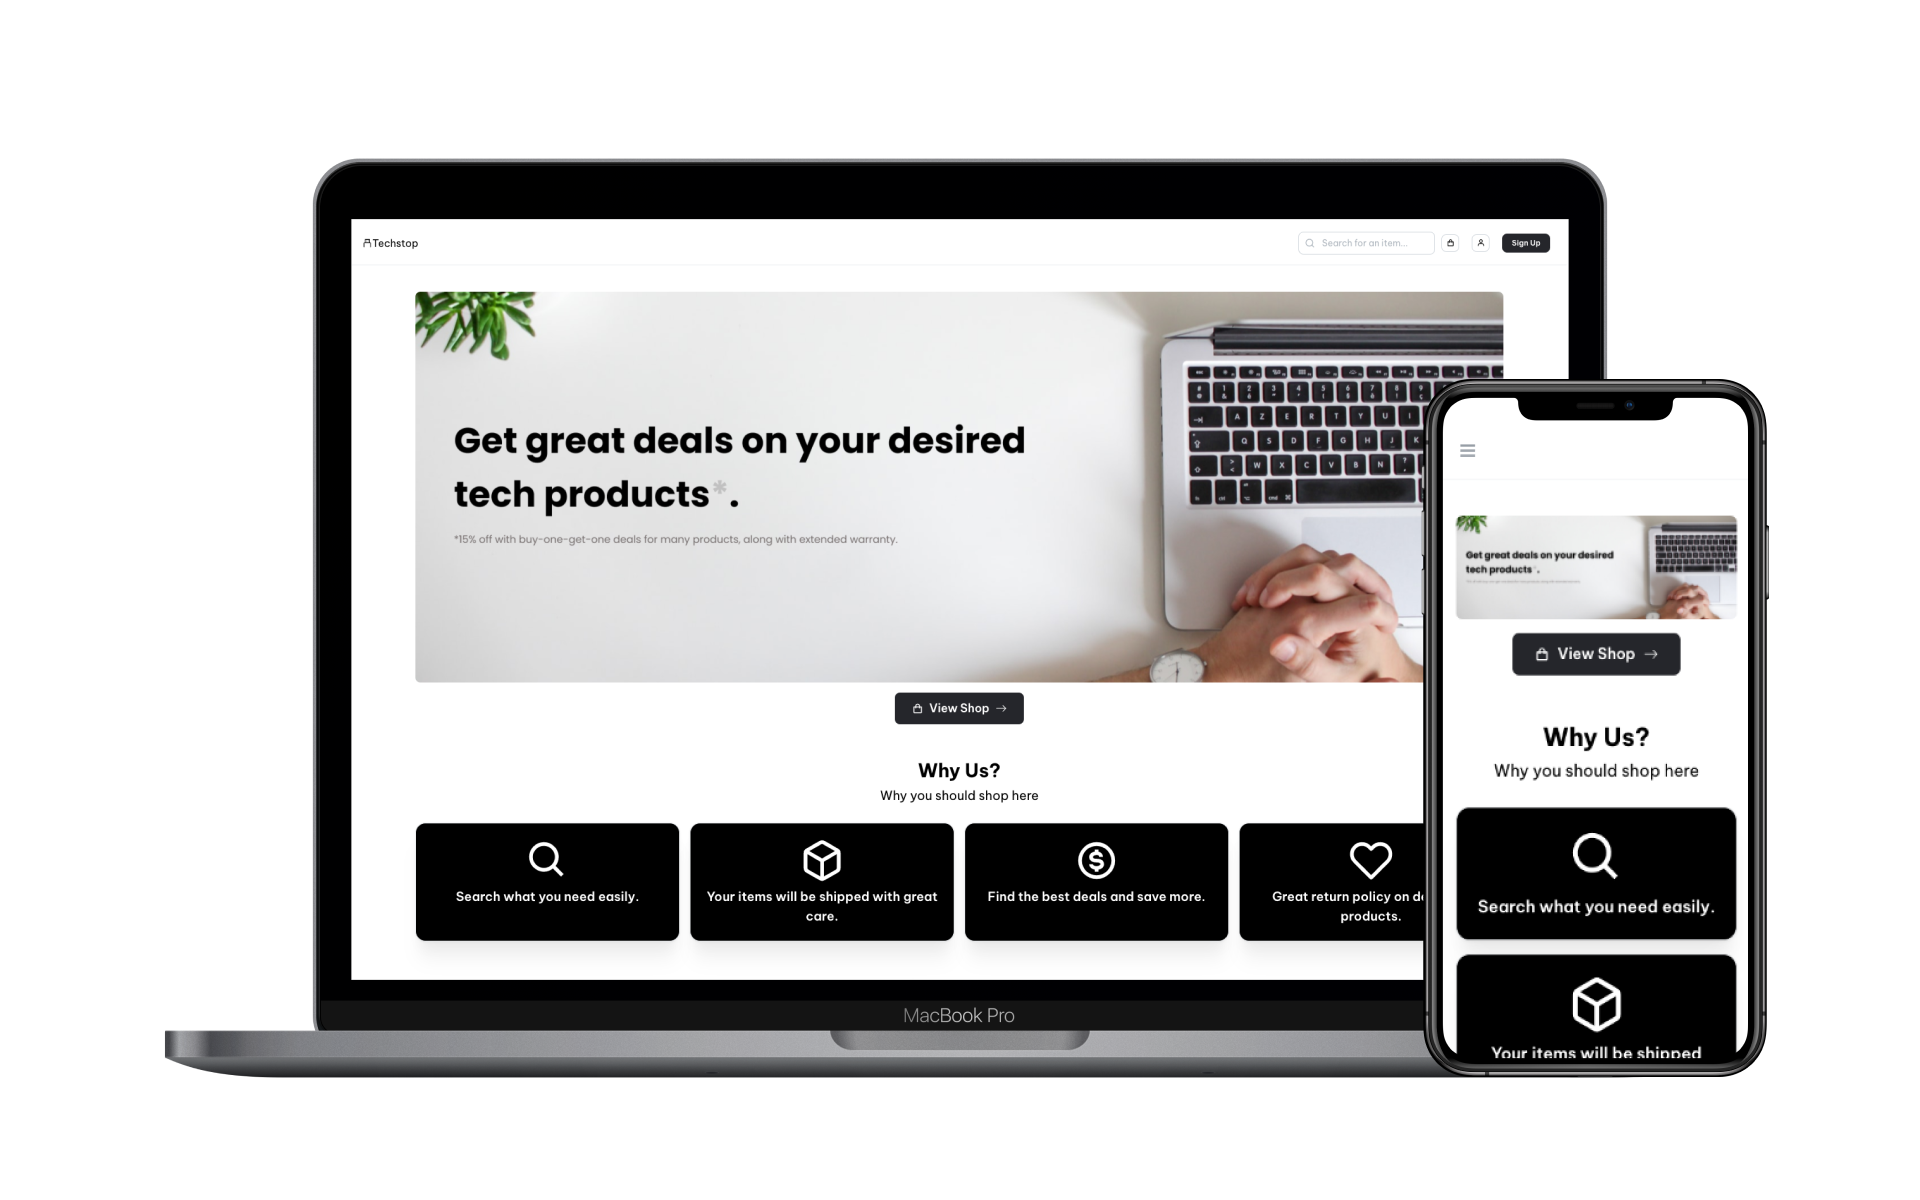 Techstop
Search for an item...
Sign Up
Get great deals on your desired
tech products*.
*15% off with buy-one-get-one deals for many products, along with extended warranty.
View Shop
Why Us?
Why you should shop here
Search what you need easily.
Your items will be shipped with great
care.
Find the best deals and save more.
Great return policy on
products.
MacBook Pro
Get great deals on your desired
tech products*.
View Shop
Why Us?
Why you should shop here
Search what you need easily.
Your items will be shipped